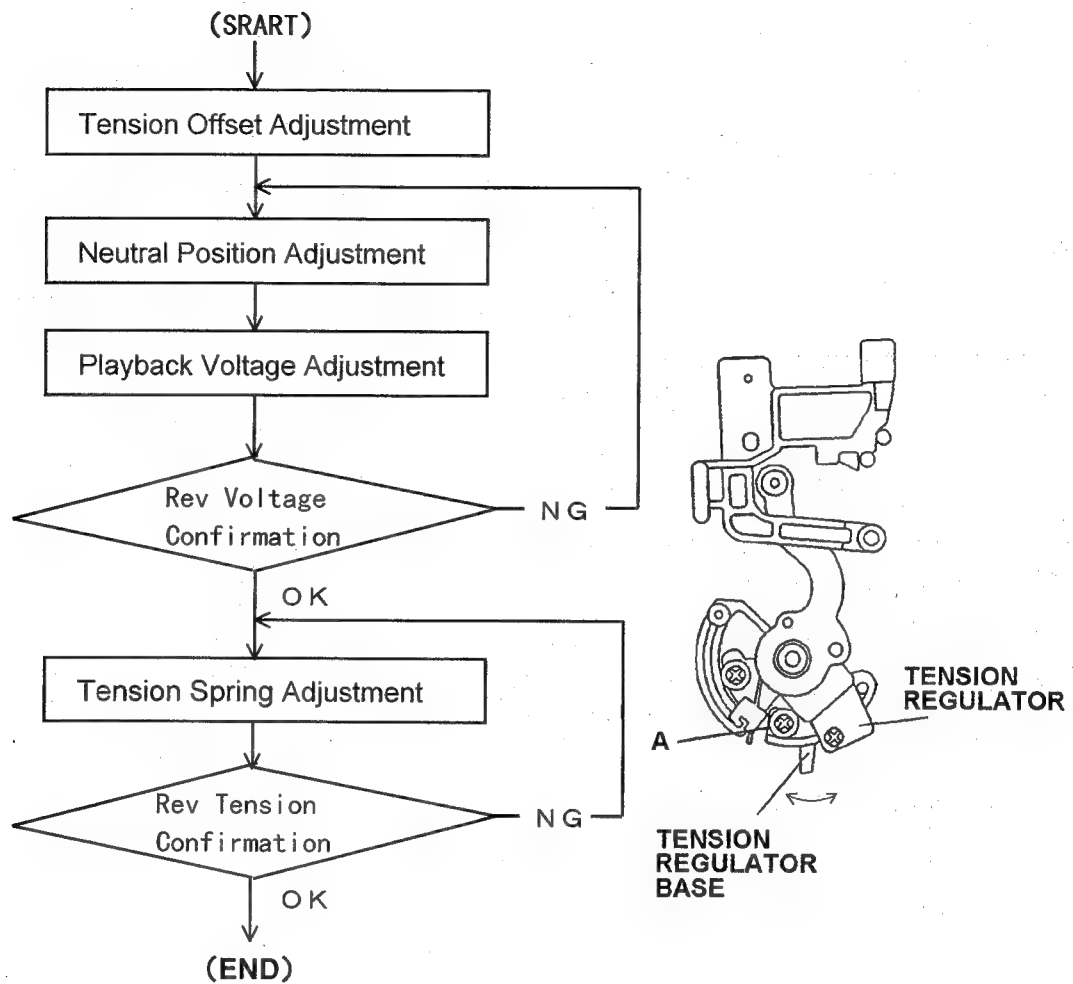 (SRART)
Tension Offset Adjustment
Neutral Position Adjustment
Playback Voltage Adjustment
Rev Voltage
Confirmation
NG
OK
Tension Spring Adjustment
Rev Tension
Confirmation
NG
OK
(END)
TENSION
REGULATOR
A
TENSION
REGULATOR
BASE